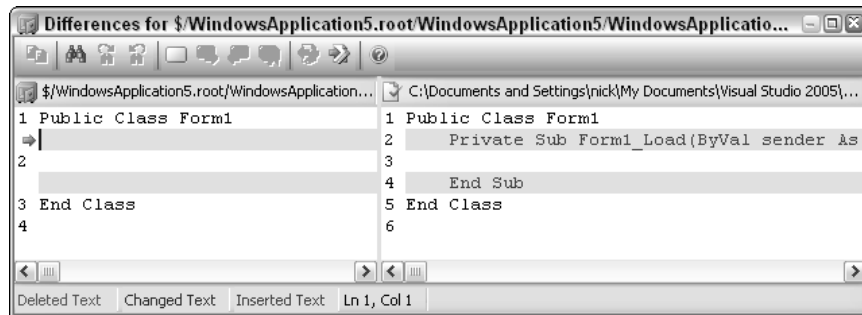 Differences for $/WindowsApplication5.root/WindowsApplication5/WindowsApplicatio...
$/WindowsApplication5.root/WindowsApplication...
1 Public Class Form1
2
3 End Class
4
C:\Documents and Settings\nick\My Documents\Visual Studio 2005\...
1 Public Class Form1
2 Private Sub Form1_Load(ByVal sender As
3
4 End Sub
5 End Class
6
Deleted Text Changed Text Inserted Text Ln 1, Col 1